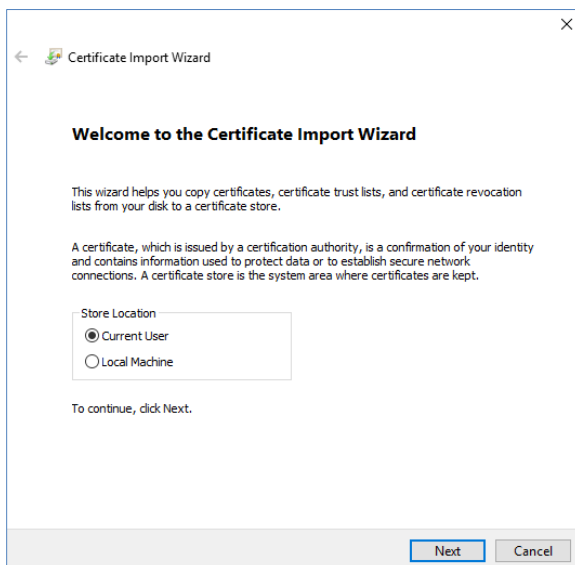 Certificate Import Wizard
Welcome to the Certificate Import Wizard
This wizard helps you copy certificates, certificate trust lists, and certificate revocation
lists from your disk to a certificate store.
A certificate, which is issued by a certification authority, is a confirmation of your identity
and contains information used to protect data or to establish secure network
connections. A certificate store is the system area where certificates are kept.
Store Location
Current User
Local Machine
To continue, click Next.
Next
Cancel